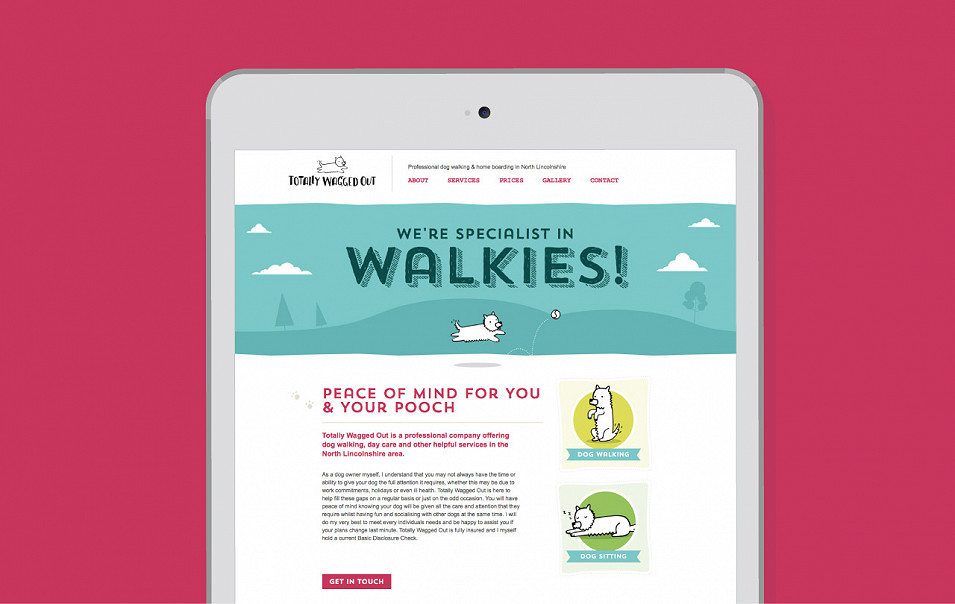 TOTALLY WAGGED OUT
Professional dog walking & home boarding in North Lincolnshire
ABOUT SERVICES PRICES GALLERY CONTACT
WE'RE SPECIALIST IN
WALKIES!
PEACE OF MIND FOR YOU
& YOUR POOCH
Totally Wagged Out is a professional company offering
dog walking, day care and other helpful services in the
North Lincolnshire area.
As a dog owner myself, I understand that you may not always have the time or
ability to give your dog the full attention it requires, whether this may be due to
work commitments, holidays or even ill health. Totally Wagged Out is here to
help fill these gaps on a regular basis or just on the odd occasion. You will have
peace of mind knowing your dog will be given all the care and attention that they
require whilst having fun and socialising with other dogs at the same time. I will
do my very best to meet every individuals needs and be happy to assist you if
your plans change last minute. Totally Wagged Out is fully insured and I myself
hold a current Basic Disclosure Check.
GET IN TOUCH
DOG WALKING
z z z
DOG SITTING